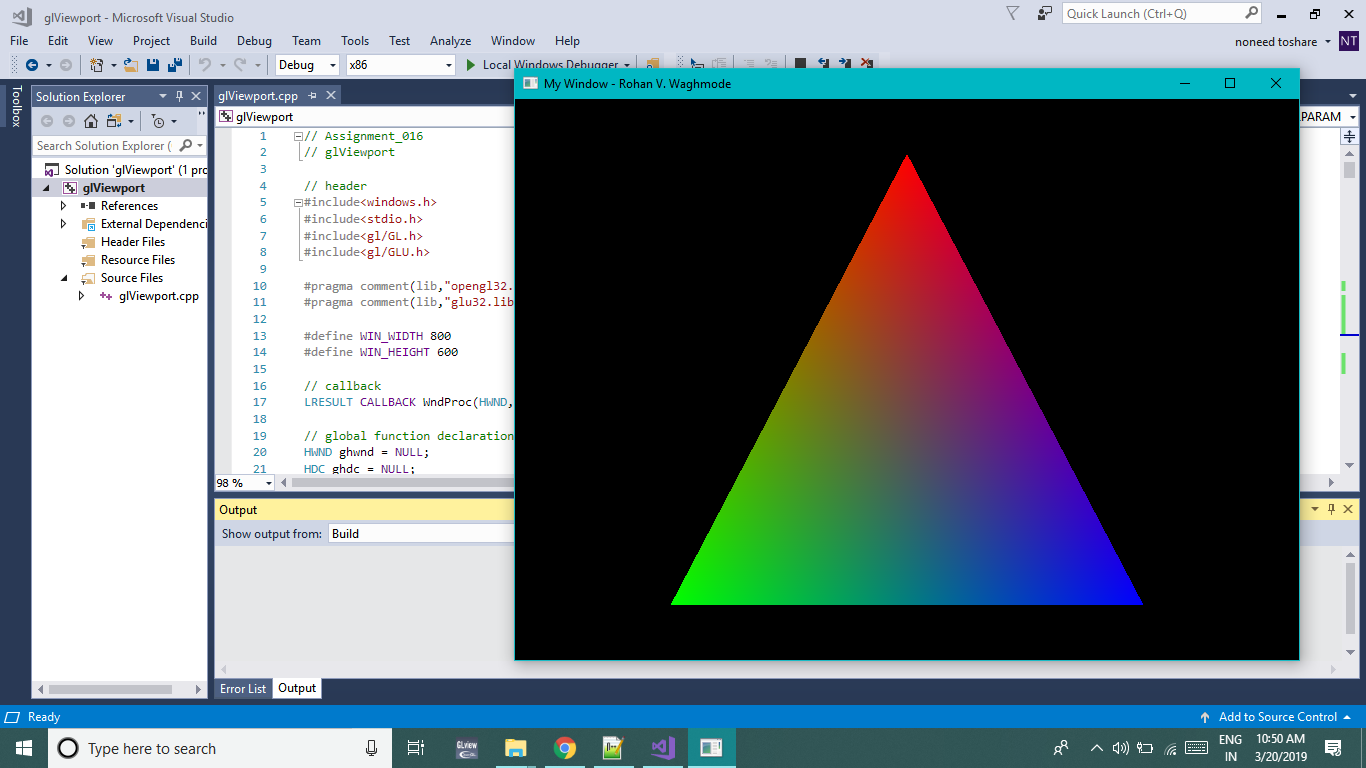 glViewport - Microsoft Visual Studio
Quick Launch (Ctrl+Q)
File Edit View Project Build Debug Team Tools Test Analyze Window Help
noneed toshare NT
Debug x86 Local Windows Debugger
Toolbox
Solution Explorer
Search Solution Explorer (
Solution 'glViewport' (1 pro
glViewport
References
External Dependenci
Header Files
Resource Files
Source Files
glViewport.cpp
glViewport.cpp
glViewport
PARAM
1 // Assignment_016
2 // glViewport
3
4 // header
5 #include<windows.h>
6 #include<stdio.h>
7 #include<gl/GL.h>
8 #include<gl/GLU.h>
9
10 #pragma comment(lib,"opengl32.
11 #pragma comment(lib,"glu32.lib
12
13 #define WIN_WIDTH 800
14 #define WIN_HEIGHT 600
15
16 // callback
17 LRESULT CALLBACK WndProc(HWND,
18
19 // global function declaration
20 HWND ghwnd = NULL;
21 HDC ghdc = NULL;
98 %
My Window - Rohan V. Waghmode
Output
Show output from: Build
Error List Output
Ready
Add to Source Control
Type here to search
GLview
ENG
IN
10:50 AM
3/20/2019